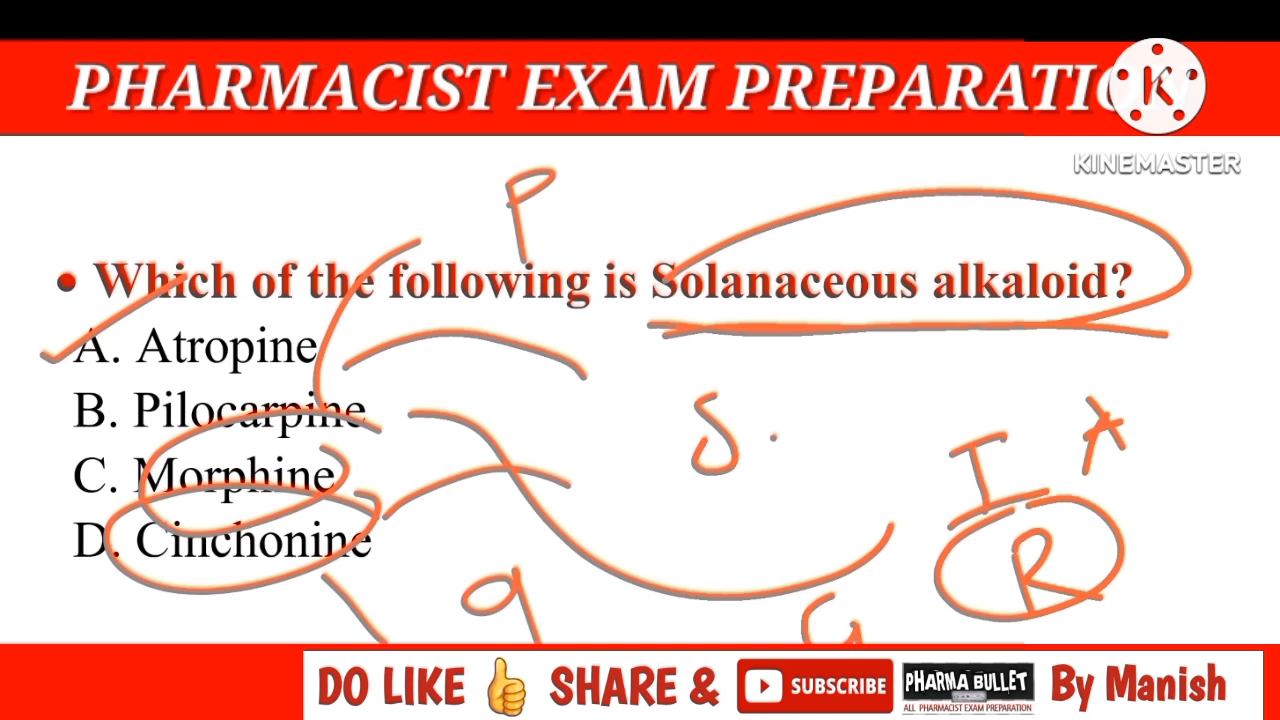 PHARMACIST EXAM PREPARATION
K
KINEMASTER
P
• Which of the following is Solanaceous alkaloid?
A. Atropine
B. Pilocarpine
C. Morphine
D. Cinchonine
S
A
I
R
q
G
DO LIKE 👍 SHARE & SUBSCRIBE PHARMA BULLET By Manish
ALL PHARMACIST EXAM PREPARATION